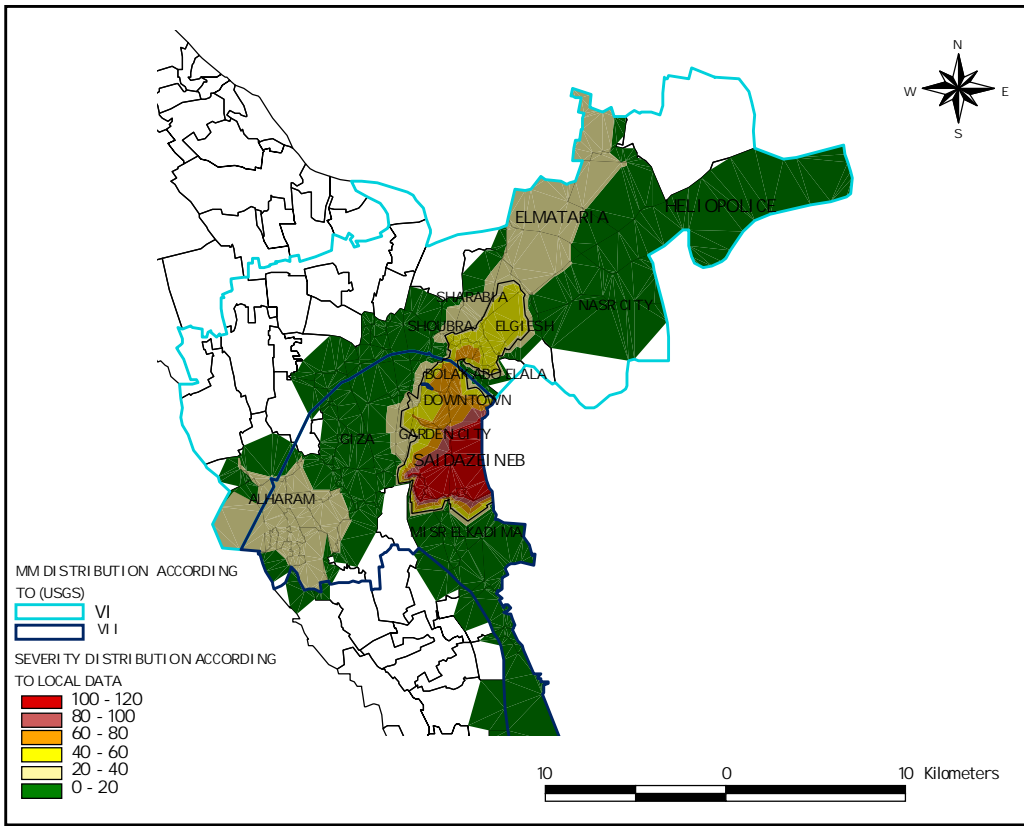 N
W E
S
HELIOPOLICE
ELMATARIA
SHARABIA
NASR CITY
SHOUBRA
ELGIESH
BOLAK ABO ELALA
DOWNTOWN
GARDEN CITY
GIZA
SAIDAZEINEB
ALHARAM
MISR ELKADIMA
MM DISTRIBUTION ACCORDING
TO (USGS)
VI
VII
SEVERITY DISTRIBUTION ACCORDING
TO LOCAL DATA
100 - 120
80 - 100
60 - 80
40 - 60
20 - 40
0 - 20
10 0 10 Kilometers